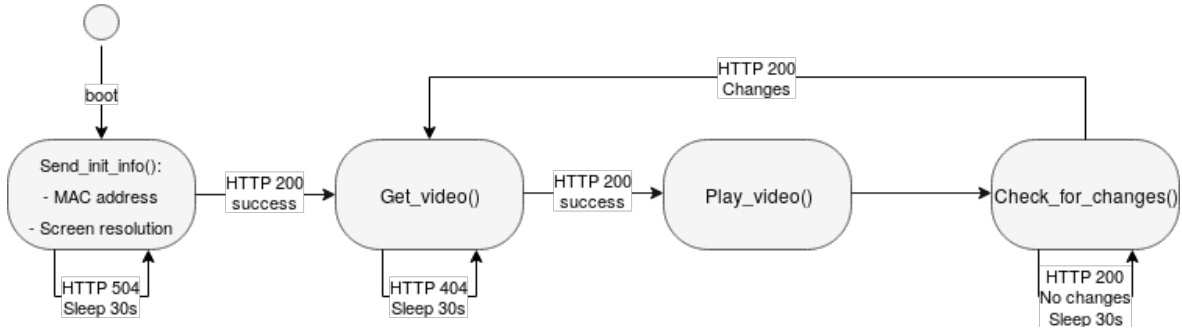 boot
HTTP 200
Changes
Send_init_info():
- MAC address
- Screen resolution
HTTP 200
success
Get_video()
HTTP 200
success
Play_video()
Check_for_changes()
HTTP 504
Sleep 30s
HTTP 404
Sleep 30s
HTTP 200
No changes
Sleep 30s